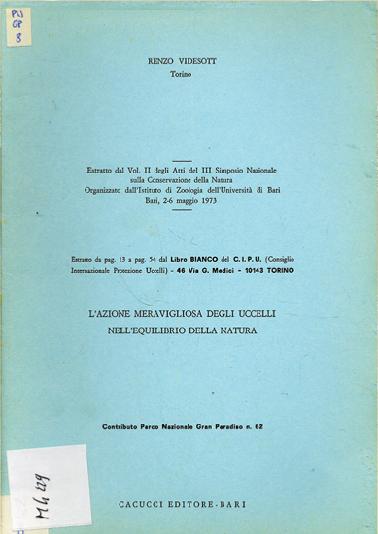 PIJ
GP
8
RENZO VIDESOTT
Torino
Estratto dal Vol. II degli Atti del III Simposio Nazionale
sulla Conservazione della Natura
Organizzato dall'Istituto di Zoologia dell'Università di Bari
Bari, 2-6 maggio 1973
Estratto da pag. 13 a pag. 54 dal Libro BIANCO del C. I. P. U. (Consiglio
Internazionale Protezione Uccelli) - 46 Via G. Medici - 10143 TORINO
L'AZIONE MERAVIGLIOSA DEGLI UCCELLI
NELL'EQUILIBRIO DELLA NATURA
Contributo Parco Nazionale Gran Paradiso n. 62
CACUCCI EDITORE - BARI